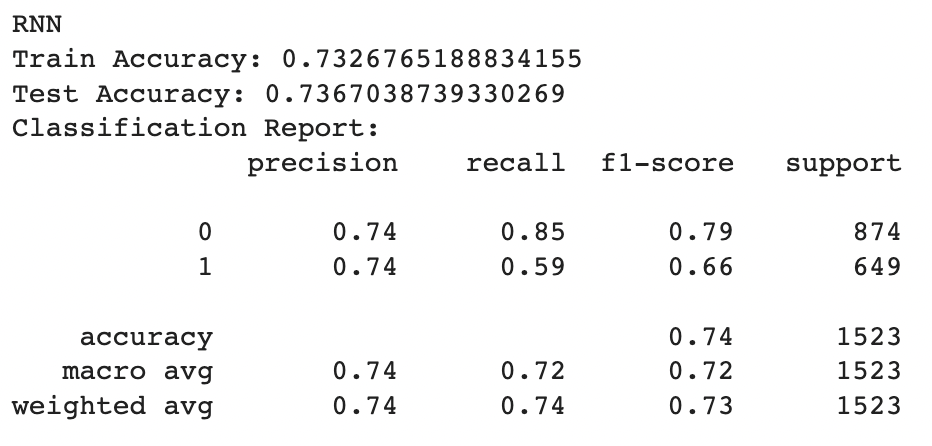 RNN
Train Accuracy: 0.7326765188834155
Test Accuracy: 0.7367038739330269
Classification Report:
precision recall f1-score support
0 0.74 0.85 0.79 874
1 0.74 0.59 0.66 649
accuracy 0.74 1523
macro avg 0.74 0.72 0.72 1523
weighted avg 0.74 0.74 0.73 1523